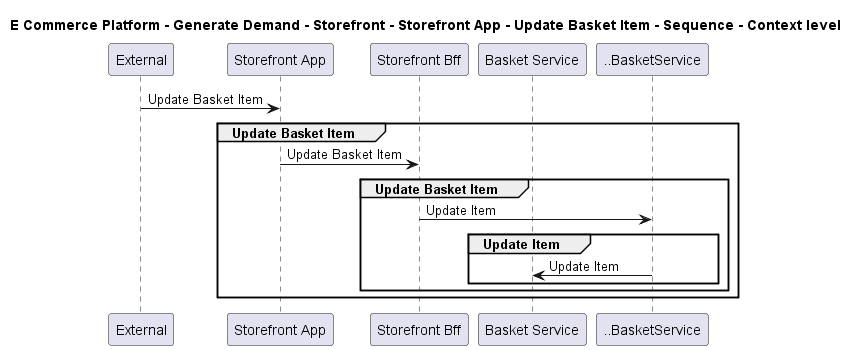 E Commerce Platform - Generate Demand - Storefront - Storefront App - Update Basket Item - Sequence - Context level
External Storefront App Storefront Bff Basket Service ..BasketService
Update Basket Item
Update Basket Item
Update Basket Item
Update Basket Item
Update Item
Update Item
Update Item
External Storefront App Storefront Bff Basket Service ..BasketService